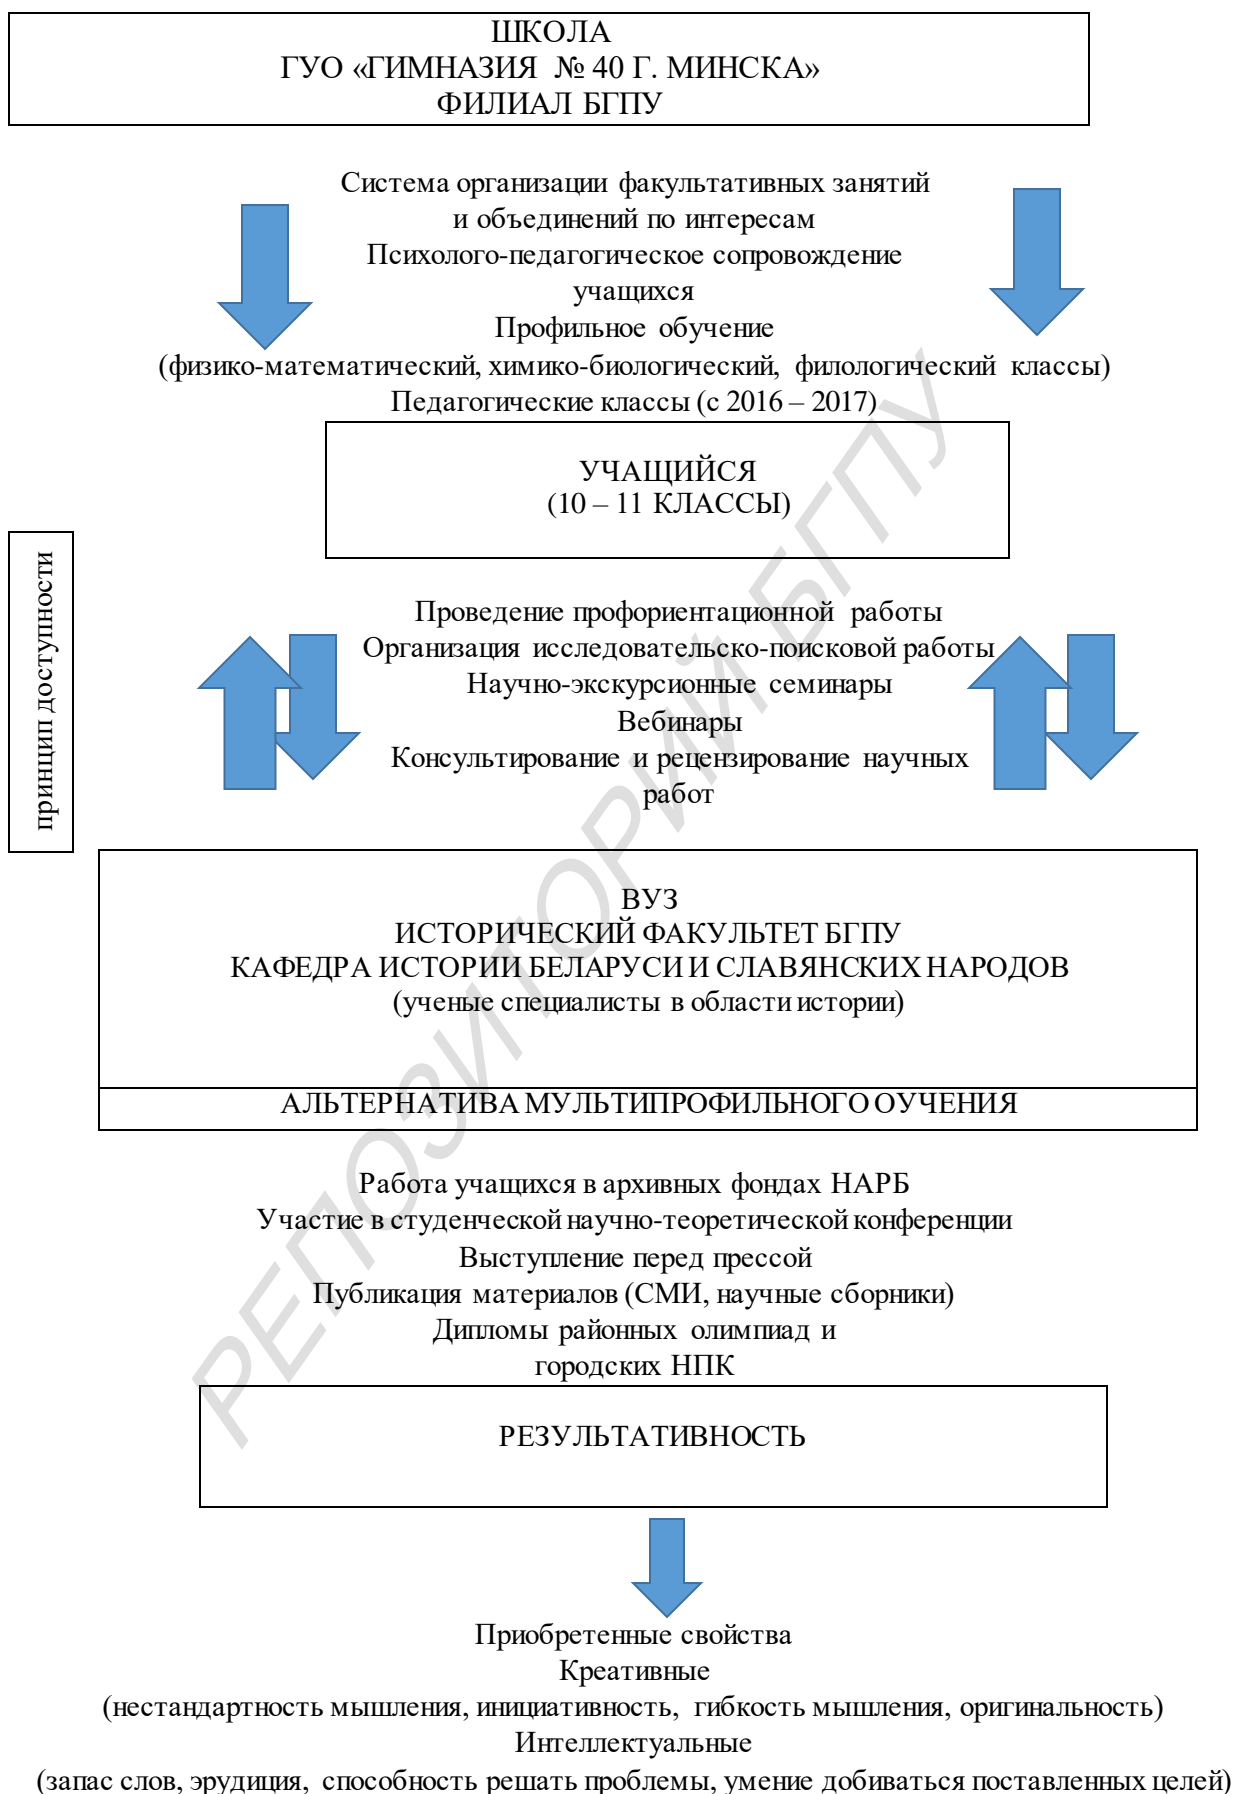 ШКОЛА
ГУО «ГИМНАЗИЯ № 40 Г. МИНСКА»
ФИЛИАЛ БГПУ
Система организации факультативных занятий
и объединений по интересам
Психолого-педагогическое сопровождение
учащихся
Профильное обучение
(физико-математический, химико-биологический, филологический классы)
Педагогические классы (с 2016 – 2017)
УЧАЩИЙСЯ
(10 – 11 КЛАССЫ)
принцип доступности
Проведение профориентационной работы
Организация исследовательско-поисковой работы
Научно-экскурсионные семинары
Вебинары
Консультирование и рецензирование научных
работ
ВУЗ
ИСТОРИЧЕСКИЙ ФАКУЛЬТЕТ БГПУ
КАФЕДРА ИСТОРИИ БЕЛАРУСИ И СЛАВЯНСКИХ НАРОДОВ
(ученые специалисты в области истории)
АЛЬТЕРНАТИВА МУЛЬТИПРОФИЛЬНОГО ОУЧЕНИЯ
Работа учащихся в архивных фондах НАРБ
Участие в студенческой научно-теоретической конференции
Выступление перед прессой
Публикация материалов (СМИ, научные сборники)
Дипломы районных олимпиад и
городских НПК
РЕЗУЛЬТАТИВНОСТЬ
Приобретенные свойства
Креативные
(нестандартность мышления, инициативность, гибкость мышления, оригинальность)
Интеллектуальные
(запас слов, эрудиция, способность решать проблемы, умение добиваться поставленных целей)
РЕПОЗИТОРИЙ БГПУ